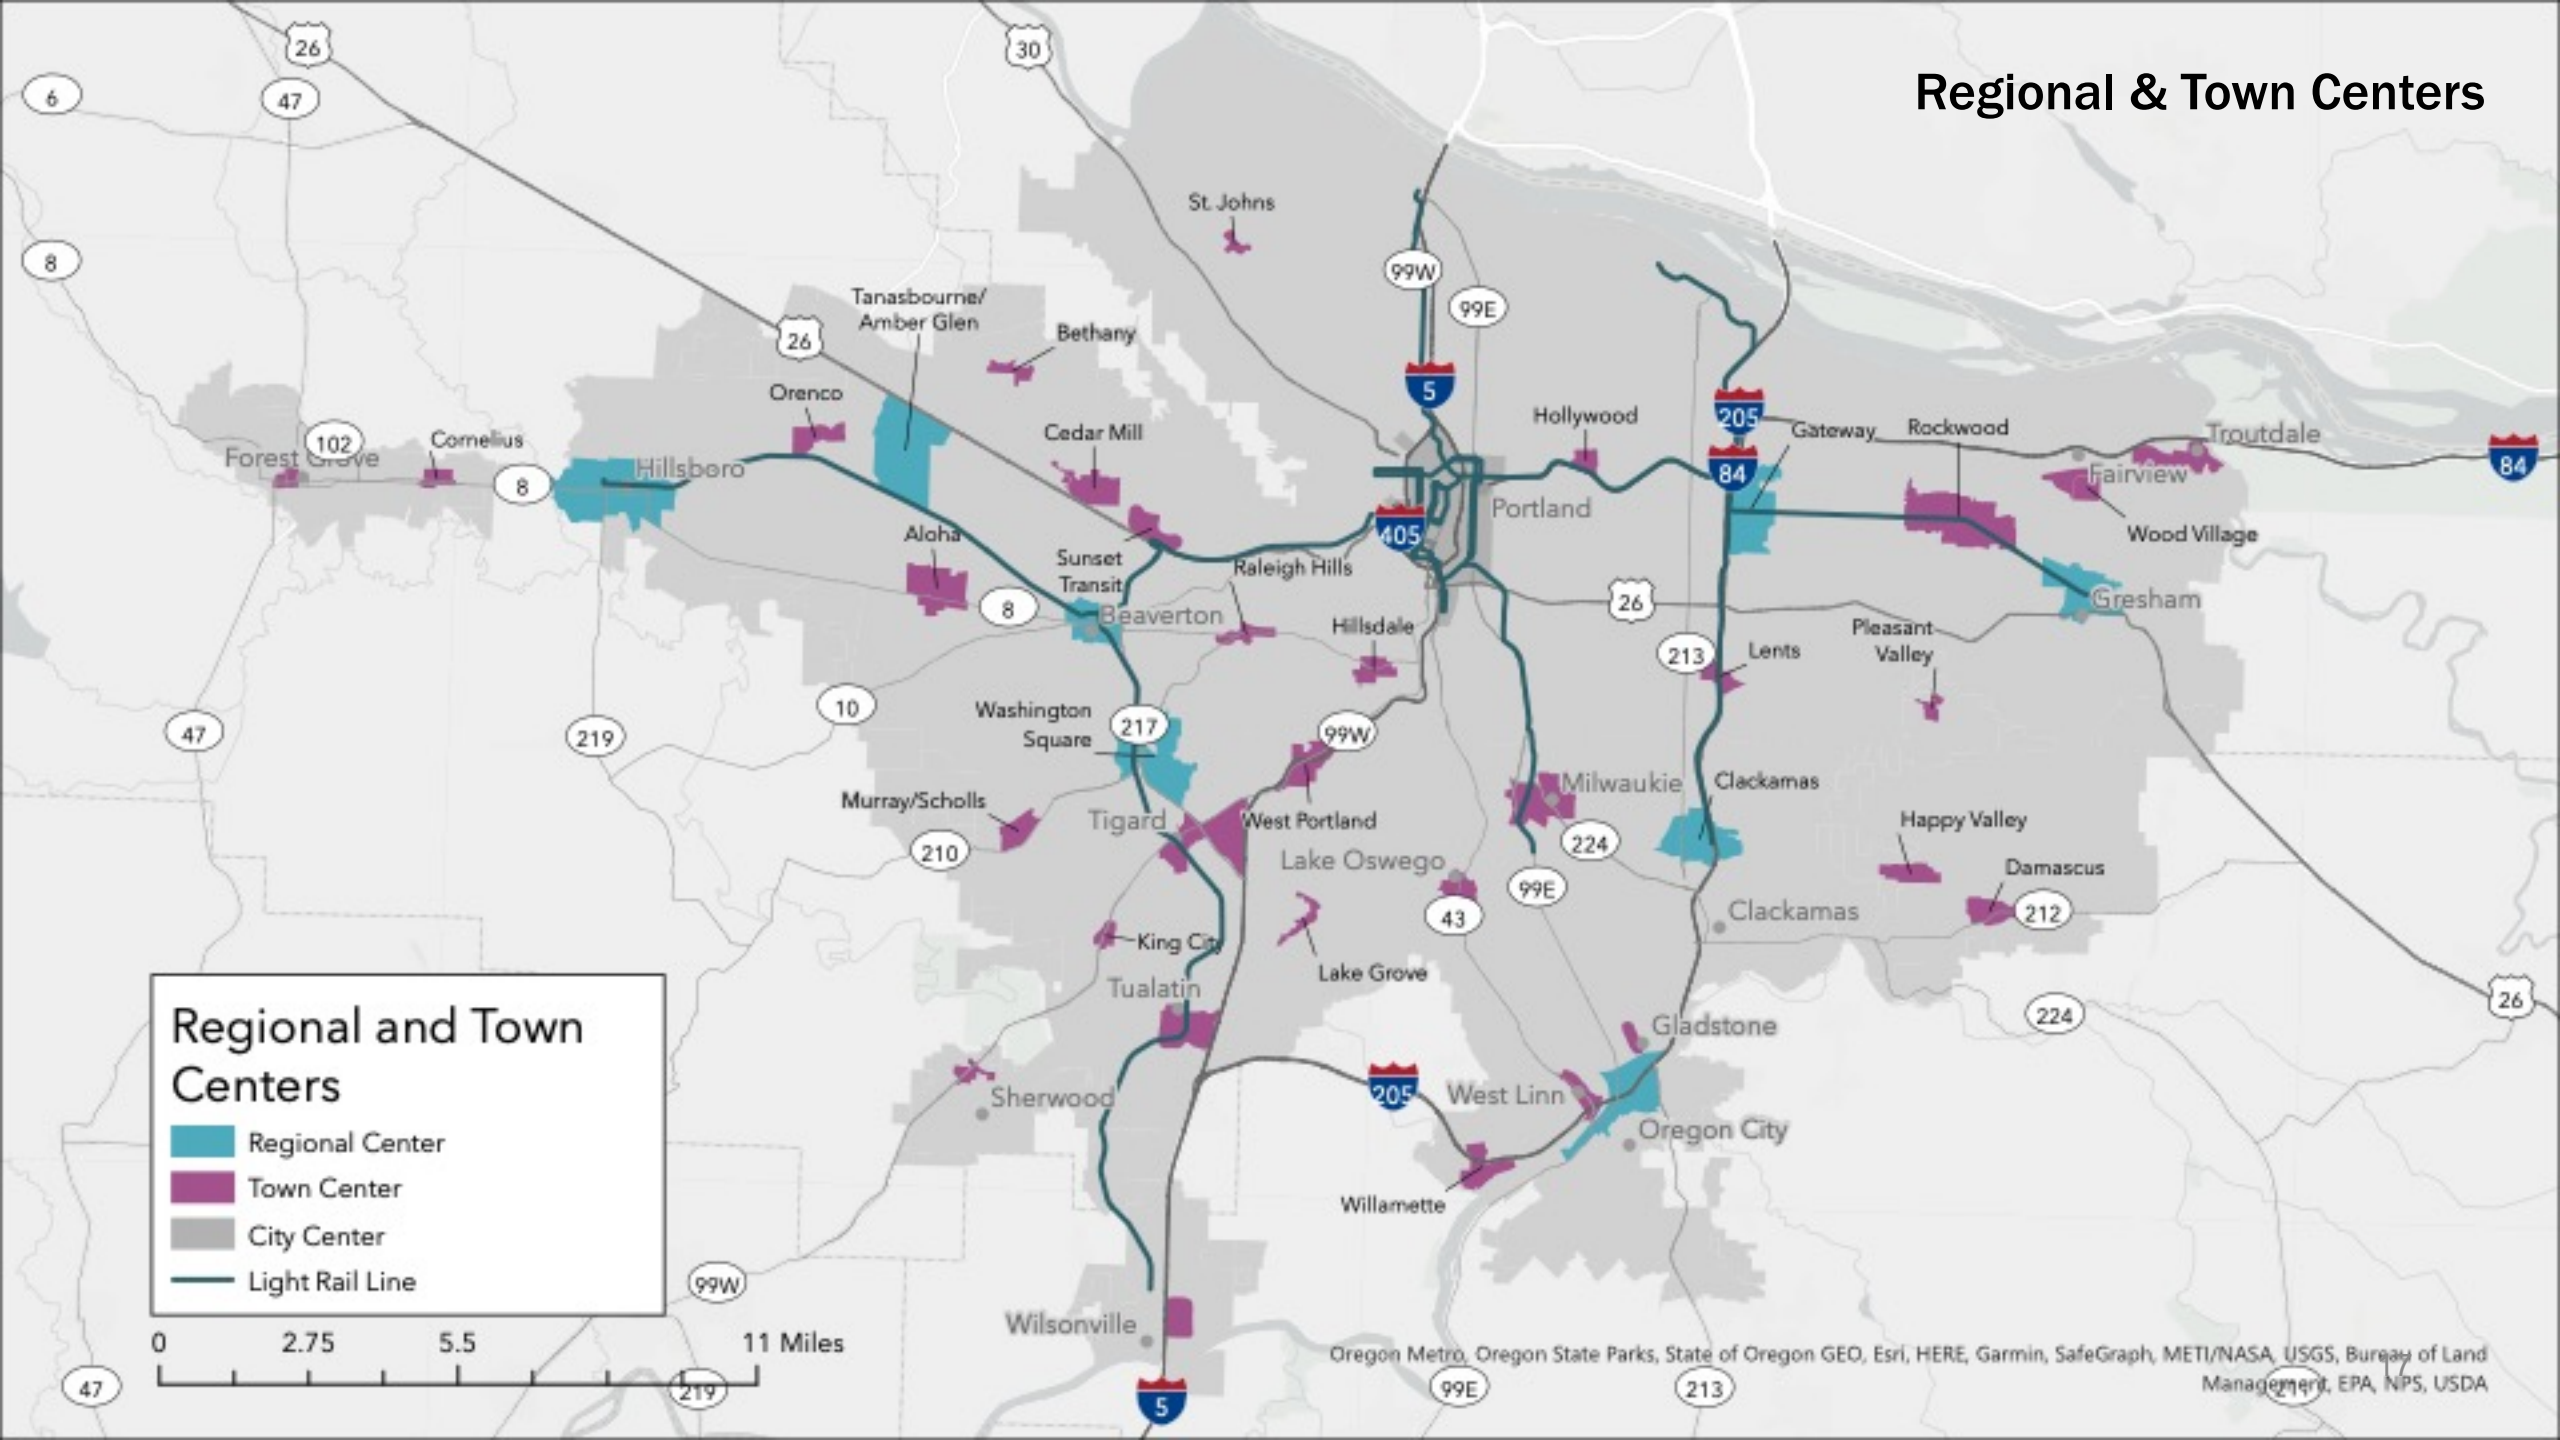 Regional & Town Centers
26
47
6
8
30
St. Johns
99W
99E
Tanasbourne/
Amber Glen
26
Bethany
Orenco
5
205
Hollywood
Gateway
Rockwood
Troutdale
102
Cornelius
Forest Grove
Cedar Mill
Hillsboro
8
84
Fairview
84
Portland
405
Aloha
Wood Village
Sunset
Transit
Raleigh Hills
8
Beaverton
26
Gresham
Hillsdale
Pleasant
Valley
213
Lents
47
219
10
Washington
Square
217
99W
Murray/Scholls
Milwaukie
Clackamas
Tigard
West Portland
Happy Valley
210
224
Lake Oswego
Damascus
99E
43
Clackamas
212
King City
Lake Grove
Tualatin
26
224
Gladstone
Sherwood
205
West Linn
Oregon City
Willamette
Regional and Town
Centers
Regional Center
Town Center
City Center
Light Rail Line
99W
Wilsonville
0 2.75 5.5 11 Miles
47
219
5
99E
213
Oregon Metro, Oregon State Parks, State of Oregon GEO, Esri, HERE, Garmin, SafeGraph, METI/NASA, USGS, Bureau of Land
Management, EPA, NPS, USDA
211
17